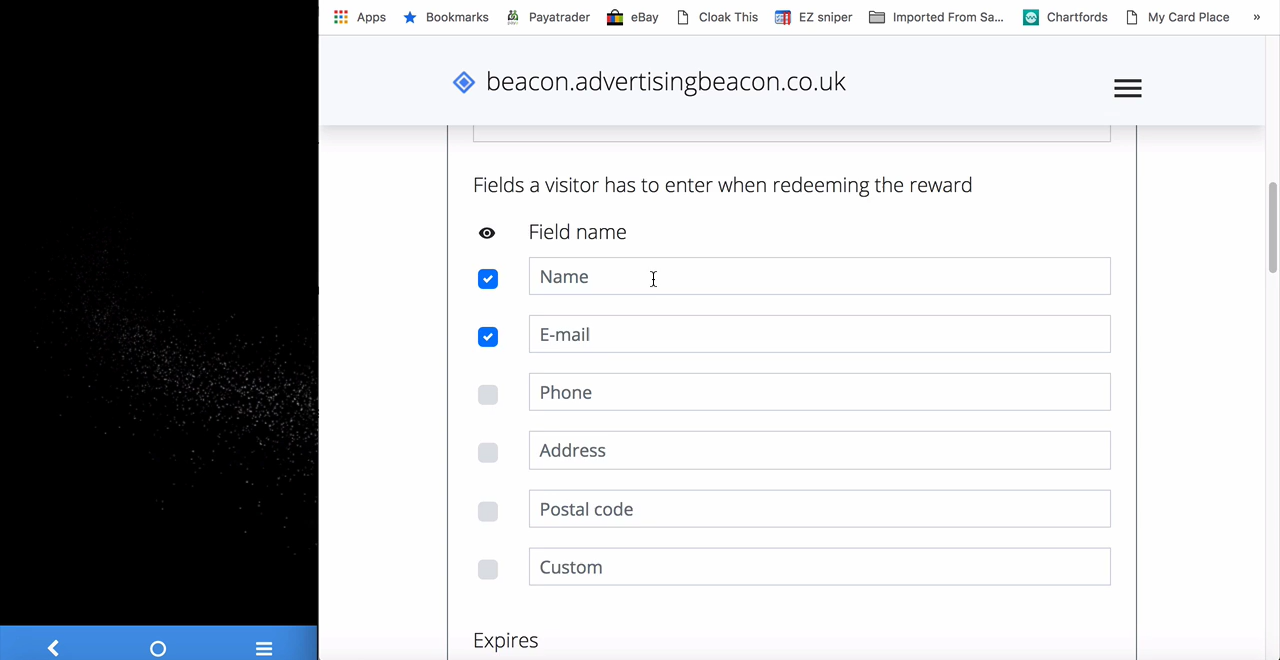 Apps Bookmarks Payatrader eBay Cloak This EZ sniper Imported From Sa... Chartfords My Card Place »
beacon.advertisingbeacon.co.uk
Fields a visitor has to enter when redeeming the reward
Field name
Name
E-mail
Phone
Address
Postal code
Custom
Expires